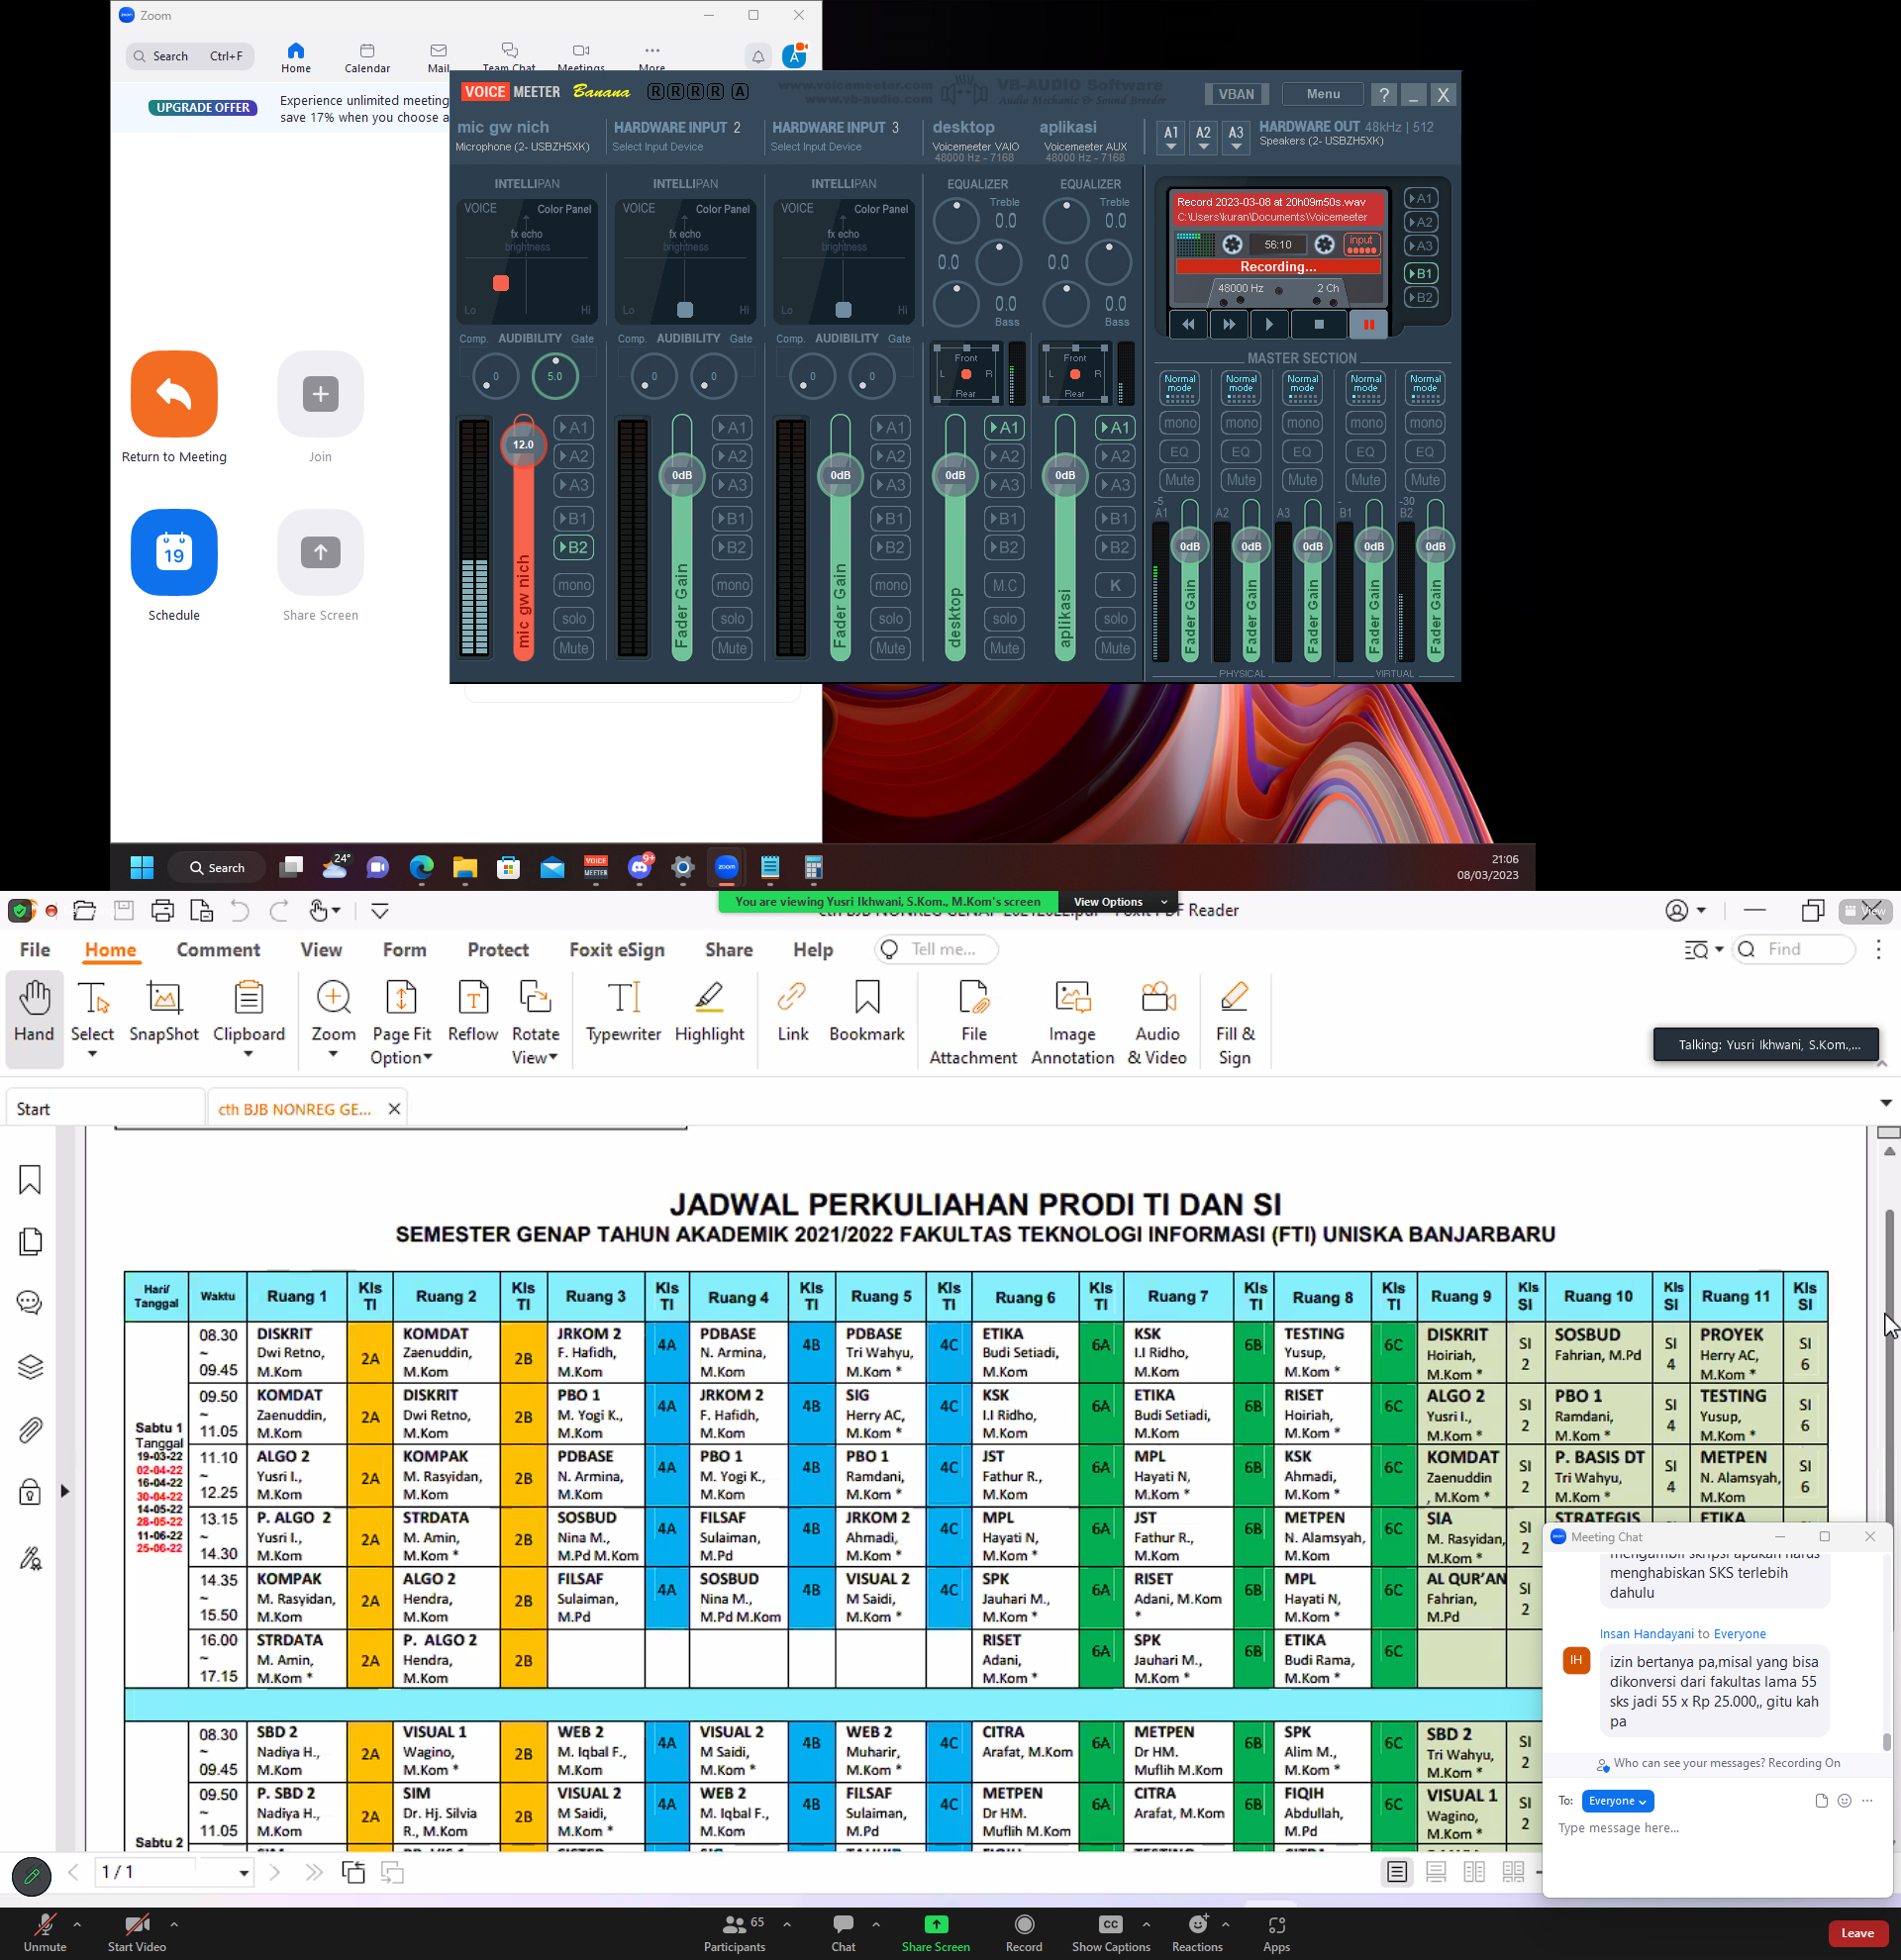 Zoom
Search Ctrl+F
Home
Calendar
Mail
Team Chat
Meetings
More
UPGRADE OFFER
Experience unlimited meeting
save 17% when you choose a
Return to Meeting
Join
19
Schedule
Share Screen
VOICE MEETER Banana R R R R A
www.voicemeeter.com
www.vb-audio.com
VB-AUDIO Software
Audio Mechanic & Sound Breeder
VBAN
Menu
? _ X
mic gw nich
Microphone (2- USBZH5XK)
HARDWARE INPUT 2
Select Input Device
HARDWARE INPUT 3
Select Input Device
desktop
Voicemeeter VAIO
48000 Hz - 7168
aplikasi
Voicemeeter AUX
48000 Hz - 7168
A1 A2 A3
HARDWARE OUT 48kHz | 512
Speakers (2- USBZH5XK)
INTELLIPAN INTELLIPAN INTELLIPAN EQUALIZER EQUALIZER
VOICE Color Panel VOICE Color Panel VOICE Color Panel
fx echo fx echo fx echo
brightness brightness brightness
Lo Hi Lo Hi Lo Hi
Treble 0.0 Treble 0.0
0.0 0.0
0.0 Bass 0.0 Bass
Record 2023-03-08 at 20h09m50s.wav
C:\Users\kuran\Documents\Voicemeeter
56:10
input
Recording...
48000 Hz 2 Ch
A1
A2
A3
B1
B2
Comp. AUDIBILITY Gate Comp. AUDIBILITY Gate Comp. AUDIBILITY Gate
0 5.0 0 0 0 0
Front L R Rear Front L R Rear
MASTER SECTION
Normal mode Normal mode Normal mode Normal mode Normal mode
mono mono mono mono mono
EQ EQ EQ EQ EQ
Mute Mute Mute Mute Mute
12.0 0dB 0dB 0dB 0dB
A1 A1 A1 A1 A1
A2 A2 A2 A2 A2
A3 A3 A3 A3 A3
B1 B1 B1 B1 B1
B2 B2 B2 B2 B2
mono mono mono M.C K
solo solo solo solo solo
Mute Mute Mute Mute Mute
mic gw nich Fader Gain Fader Gain desktop aplikasi
-5 A1 A2 A3 B1 -30 B2
0dB 0dB 0dB 0dB 0dB
Fader Gain Fader Gain Fader Gain Fader Gain Fader Gain
PHYSICAL VIRTUAL
24°
Search
VOICE MEETER
9+
zoom
21:06
08/03/2023
You are viewing Yusri Ikhwani, S.Kom., M.Kom's screen View Options
Reader
View
File Home Comment View Form Protect Foxit eSign Share Help Tell me... Find
Hand
Select
SnapShot
Clipboard
Zoom
Page Fit Option
Reflow
Rotate View
Typewriter
Highlight
Link
Bookmark
File Attachment
Image Annotation
Audio & Video
Fill & Sign
Talking: Yusri Ikhwani, S.Kom.,...
Start
cth BJB NONREG GE...
JADWAL PERKULIAHAN PRODI TI DAN SI
SEMESTER GENAP TAHUN AKADEMIK 2021/2022 FAKULTAS TEKNOLOGI INFORMASI (FTI) UNISKA BANJARBARU
Hari/ Tanggal Waktu Ruang 1 Kls TI Ruang 2 Kls TI Ruang 3 Kls TI Ruang 4 Kls TI Ruang 5 Kls TI Ruang 6 Kls TI Ruang 7 Kls TI Ruang 8 Kls TI Ruang 9 Kls SI Ruang 10 Kls SI Ruang 11 Kls SI
Sabtu 1
Tanggal
19-03-22
02-04-22
16-04-22
30-04-22
14-05-22
28-05-22
11-06-22
25-06-22
08.30 ~ 09.45 DISKRIT Dwi Retno, M.Kom 2A KOMDAT Zaenuddin, M.Kom 2B JRKOM 2 F. Hafidh, M.Kom 4A PDBASE N. Armina, M.Kom 4B PDBASE Tri Wahyu, M.Kom * 4C ETIKA Budi Setiadi, M.Kom 6A KSK I.I Ridho, M.Kom 6B TESTING Yusup, M.Kom * 6C DISKRIT Hoiriah, M.Kom * SI 2 SOSBUD Fahrian, M.Pd SI 4 PROYEK Herry AC, M.Kom * SI 6
09.50 ~ 11.05 KOMDAT Zaenuddin, M.Kom 2A DISKRIT Dwi Retno, M.Kom 2B PBO 1 M. Yogi K., M.Kom 4A JRKOM 2 F. Hafidh, M.Kom 4B SIG Herry AC, M.Kom * 4C KSK I.I Ridho, M.Kom 6A ETIKA Budi Setiadi, M.Kom 6B RISET Hoiriah, M.Kom * 6C ALGO 2 Yusri I., M.Kom * SI 2 PBO 1 Ramdani, M.Kom * SI 4 TESTING Yusup, M.Kom * SI 6
11.10 ~ 12.25 ALGO 2 Yusri I., M.Kom 2A KOMPAK M. Rasyidan, M.Kom 2B PDBASE N. Armina, M.Kom 4A PBO 1 M. Yogi K., M.Kom 4B PBO 1 Ramdani, M.Kom * 4C JST Fathur R., M.Kom 6A MPL Hayati N, M.Kom * 6B KSK Ahmadi, M.Kom * 6C KOMDAT Zaenuddin , M.Kom * SI 2 P. BASIS DT Tri Wahyu, M.Kom * SI 4 METPEN N. Alamsyah, M.Kom SI 6
13.15 ~ 14.30 P. ALGO 2 Yusri I., M.Kom 2A STRDATA M. Amin, M.Kom * 2B SOSBUD Nina M., M.Pd M.Kom 4A FILSAF Sulaiman, M.Pd 4B JRKOM 2 Ahmadi, M.Kom * 4C MPL Hayati N, M.Kom * 6A JST Fathur R., M.Kom 6B METPEN N. Alamsyah, M.Kom 6C SIA M. Rasyidan, M.Kom * SI 2 STRATEGIS ETIKA
14.35 ~ 15.50 KOMPAK M. Rasyidan, M.Kom 2A ALGO 2 Hendra, M.Kom 2B FILSAF Sulaiman, M.Pd 4A SOSBUD Nina M., M.Pd M.Kom 4B VISUAL 2 M Saidi, M.Kom * 4C SPK Jauhari M., M.Kom * 6A RISET Adani, M.Kom * 6B MPL Hayati N, M.Kom * 6C AL QUR'AN Fahrian, M.Pd SI 2
16.00 ~ 17.15 STRDATA M. Amin, M.Kom * 2A P. ALGO 2 Hendra, M.Kom 2B RISET Adani, M.Kom * 6A SPK Jauhari M., M.Kom * 6B ETIKA Budi Rama, M.Kom * 6C
Sabtu 2
08.30 ~ 09.45 SBD 2 Nadiya H., M.Kom 2A VISUAL 1 Wagino, M.Kom * 2B WEB 2 M. Iqbal F., M.Kom 4A VISUAL 2 M Saidi, M.Kom * 4B WEB 2 Muharir, M.Kom * 4C CITRA Arafat, M.Kom 6A METPEN Dr HM. Muflih M.Kom 6B SPK Alim M., M.Kom * 6C SBD 2 Tri Wahyu, M.Kom * SI 2
09.50 ~ 11.05 P. SBD 2 Nadiya H., M.Kom 2A SIM Dr. Hj. Silvia R., M.Kom 2B VISUAL 2 M Saidi, M.Kom * 4A WEB 2 M. Iqbal F., M.Kom 4B FILSAF Sulaiman, M.Pd 4C METPEN Dr HM. Muflih M.Kom 6A CITRA Arafat, M.Kom 6B FIQIH Abdullah, M.Pd 6C VISUAL 1 Wagino, M.Kom * SI 2
Meeting Chat
menghabiskan SKS terlebih
dahulu
Insan Handayani to Everyone
IH
izin bertanya pa,misal yang bisa
dikonversi dari fakultas lama 55
sks jadi 55 x Rp 25.000,, gitu kah
pa
Who can see your messages? Recording On
To: Everyone
Type message here...
1 / 1
Unmute
Start Video
Participants 65
Chat
Share Screen
Record
CC Show Captions
Reactions
Apps
Leave